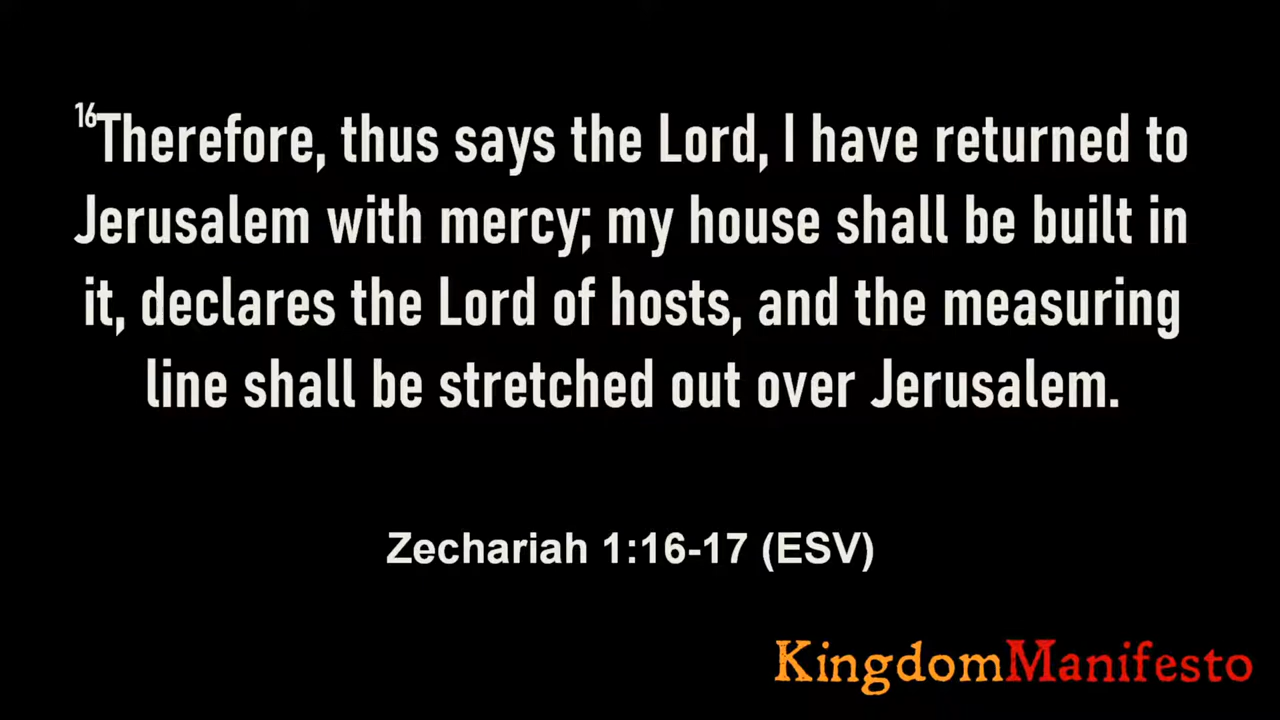 16Therefore, thus says the Lord, I have returned to
Jerusalem with mercy; my house shall be built in
it, declares the Lord of hosts, and the measuring
line shall be stretched out over Jerusalem.
Zechariah 1:16-17 (ESV)
KingdomManifesto